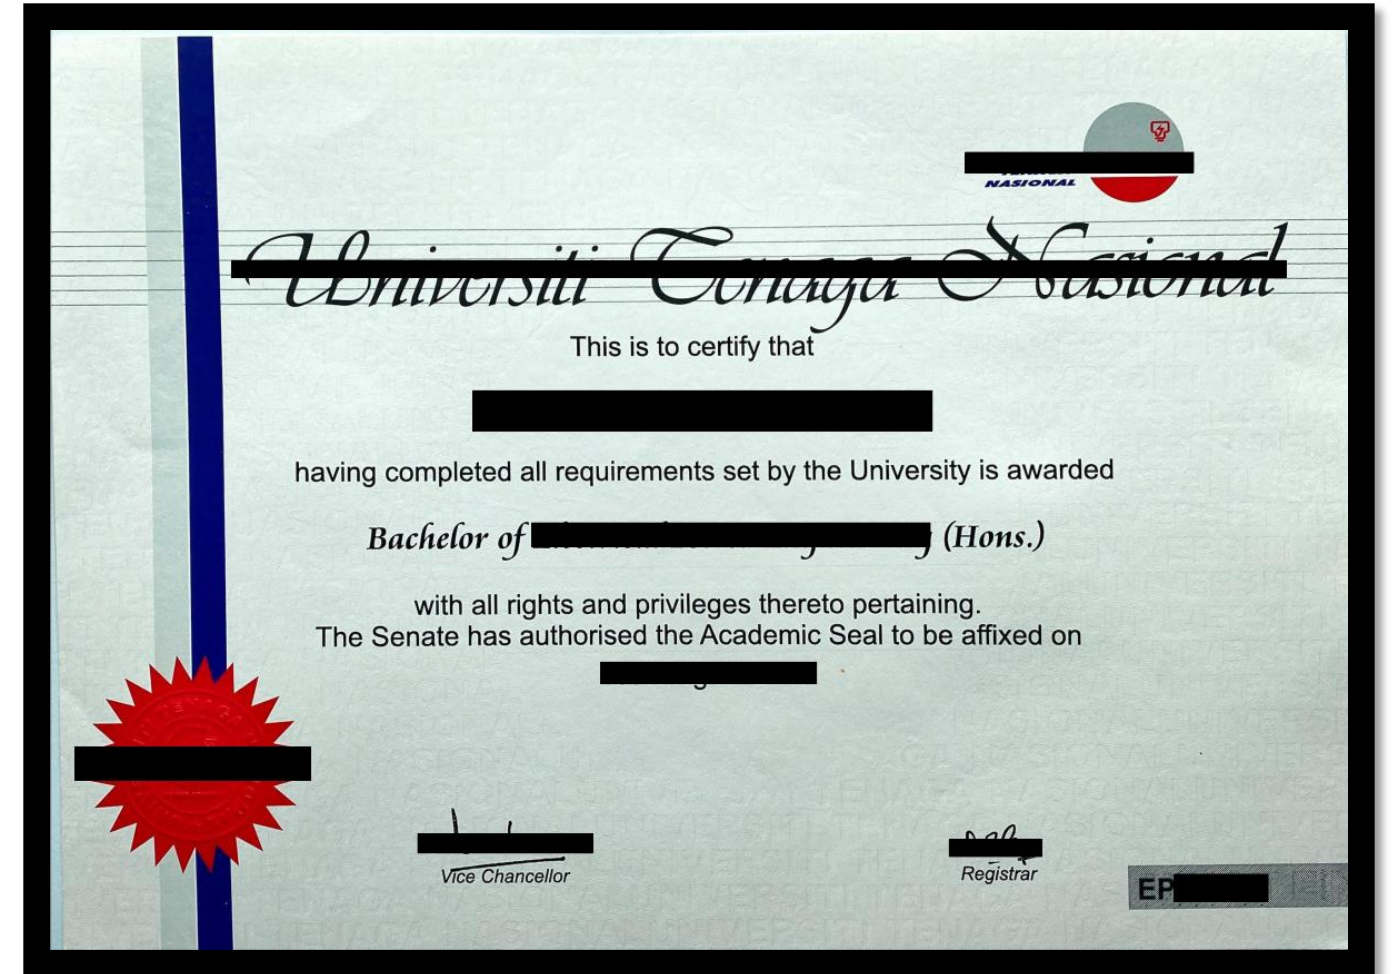 NASIONAL
Universiti Tenaga Nasional
This is to certify that
having completed all requirements set by the University is awarded
Bachelor of (Hons.)
with all rights and privileges thereto pertaining.
The Senate has authorised the Academic Seal to be affixed on
Vice Chancellor
Registrar
EP